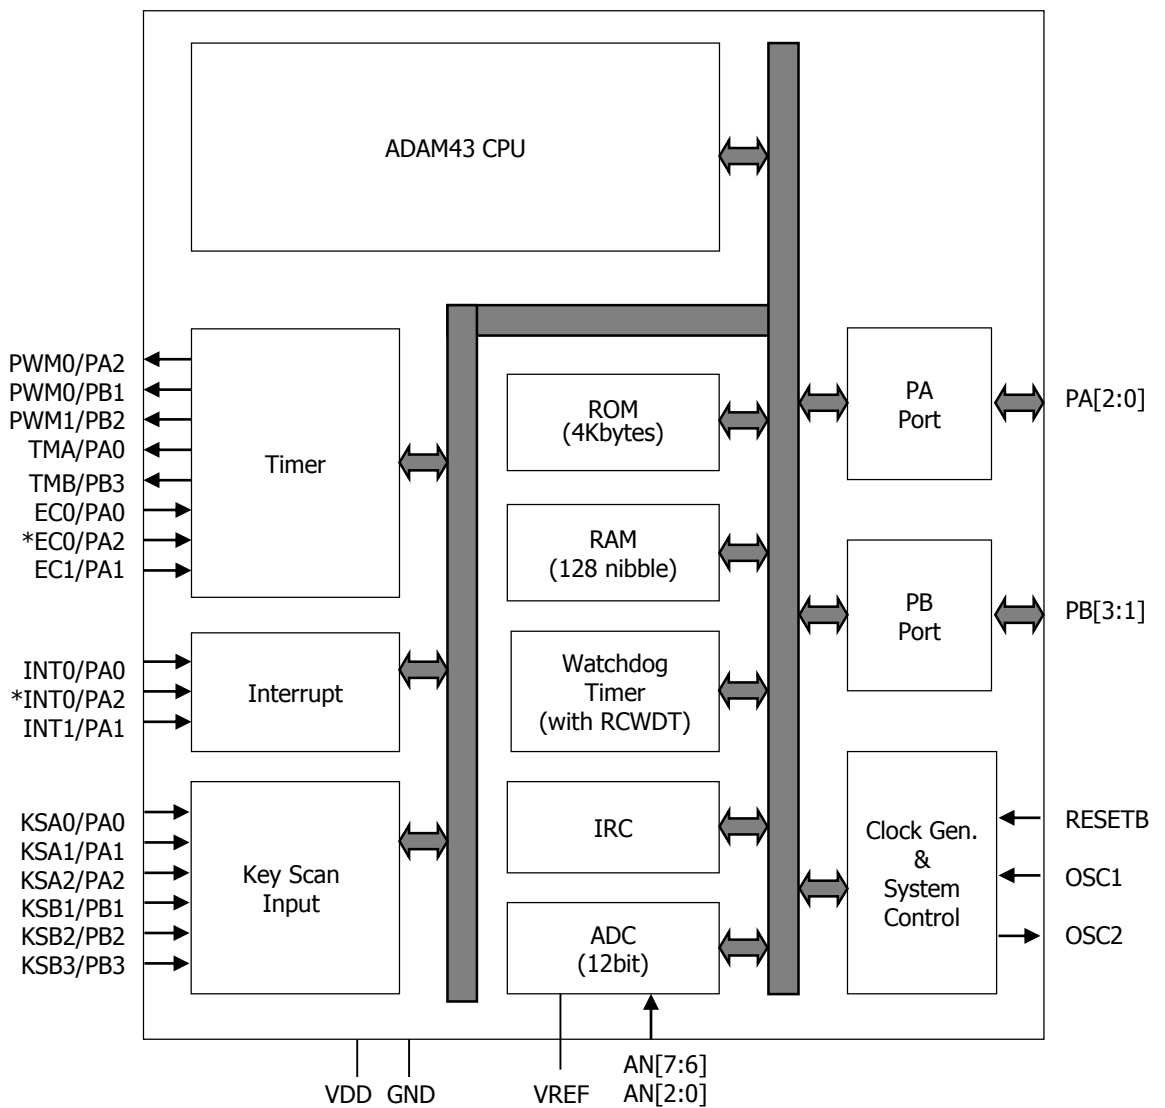 ADAM43 CPU
PWM0/PA2
PWM0/PB1
PWM1/PB2
TMA/PA0
TMB/PB3
EC0/PA0
*EC0/PA2
EC1/PA1
Timer
INT0/PA0
*INT0/PA2
INT1/PA1
Interrupt
KSA0/PA0
KSA1/PA1
KSA2/PA2
KSB1/PB1
KSB2/PB2
KSB3/PB3
Key Scan
Input
ROM
(4Kbytes)
RAM
(128 nibble)
Watchdog
Timer
(with RCWDT)
IRC
ADC
(12bit)
PA
Port
PA[2:0]
PB
Port
PB[3:1]
Clock Gen.
&
System
Control
RESETB
OSC1
OSC2
VDD
GND
VREF
AN[7:6]
AN[2:0]